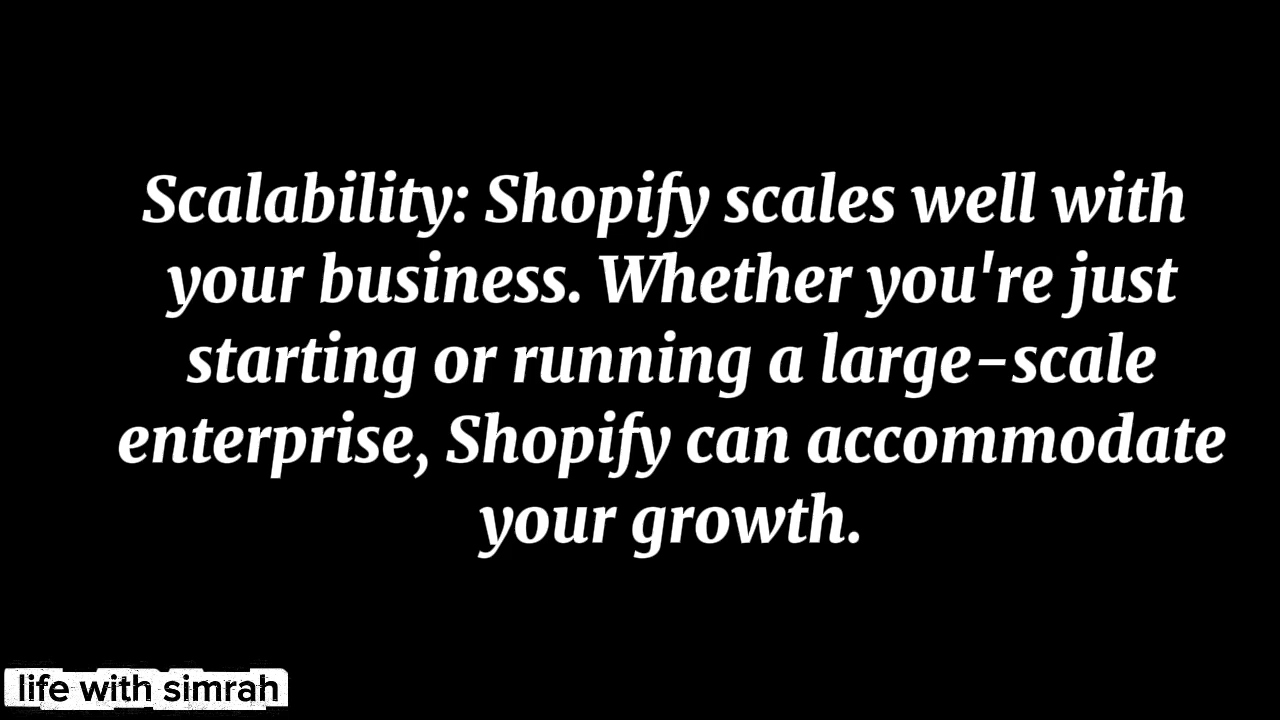 Scalability: Shopify scales well with
your business. Whether you're just
starting or running a large-scale
enterprise, Shopify can accommodate
your growth.
life with simrah